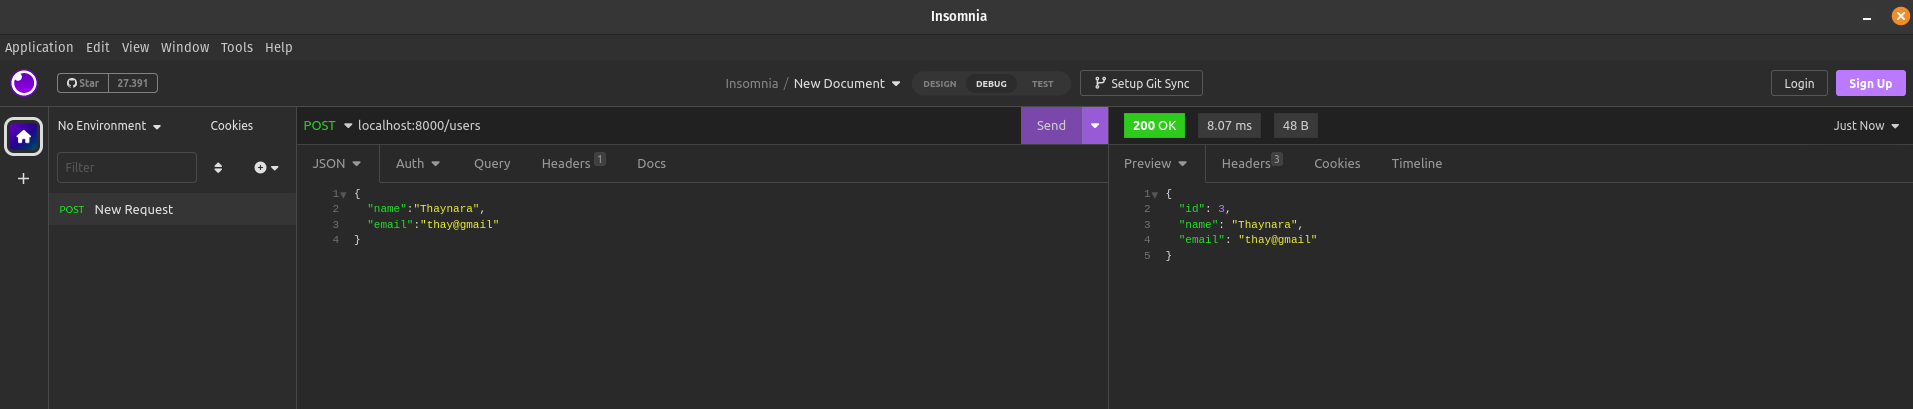 Insomnia
Application Edit View Window Tools Help
Star 27.391 Insomnia / New Document DESIGN DEBUG TEST Setup Git Sync Login Sign Up
No Environment Cookies POST localhost:8000/users Send 200 OK 8.07 ms 48 B Just Now
Filter JSON Auth Query Headers 1 Docs Preview Headers 3 Cookies Timeline
POST New Request
1 {
2 "name":"Thaynara",
3 "email":"thay@gmail"
4 }
1 {
2 "id": 3,
3 "name": "Thaynara",
4 "email": "thay@gmail"
5 }